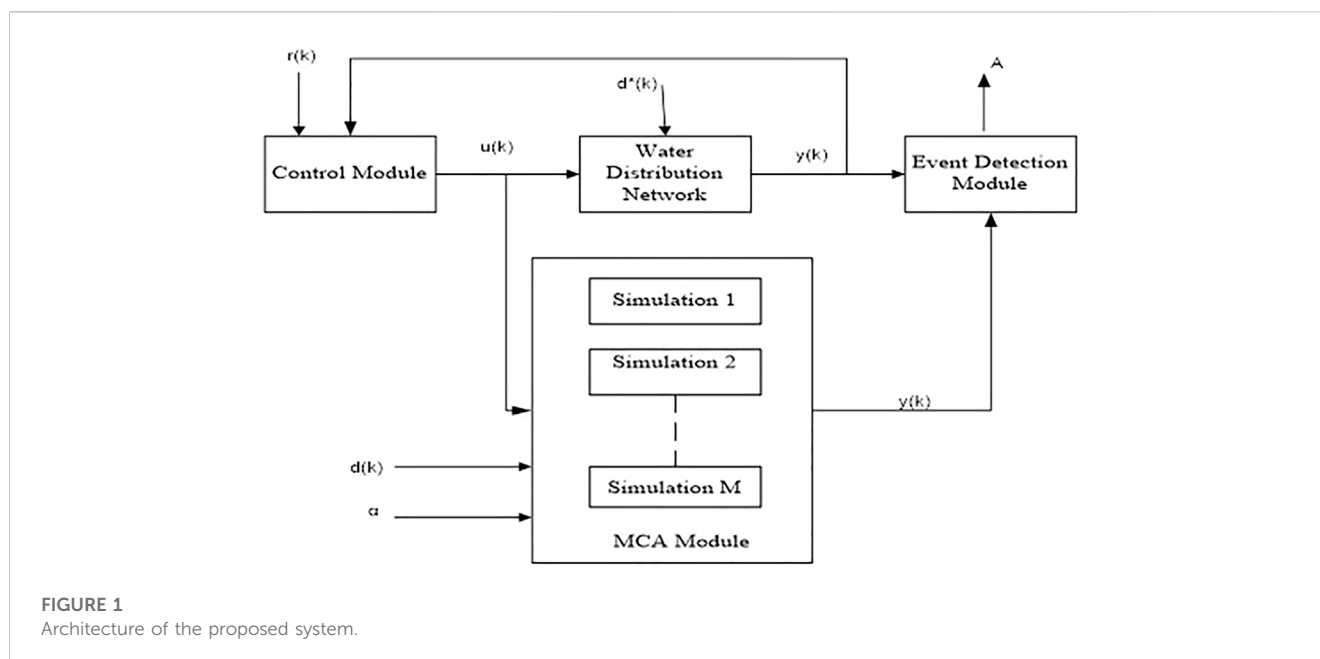 r(k)
A
d*(k)
Control Module
u(k)
Water
Distribution
Network
y(k)
Event Detection
Module
Simulation 1
Simulation 2
y(k)
d(k)
Simulation M
α
MCA Module
FIGURE 1
Architecture of the proposed system.